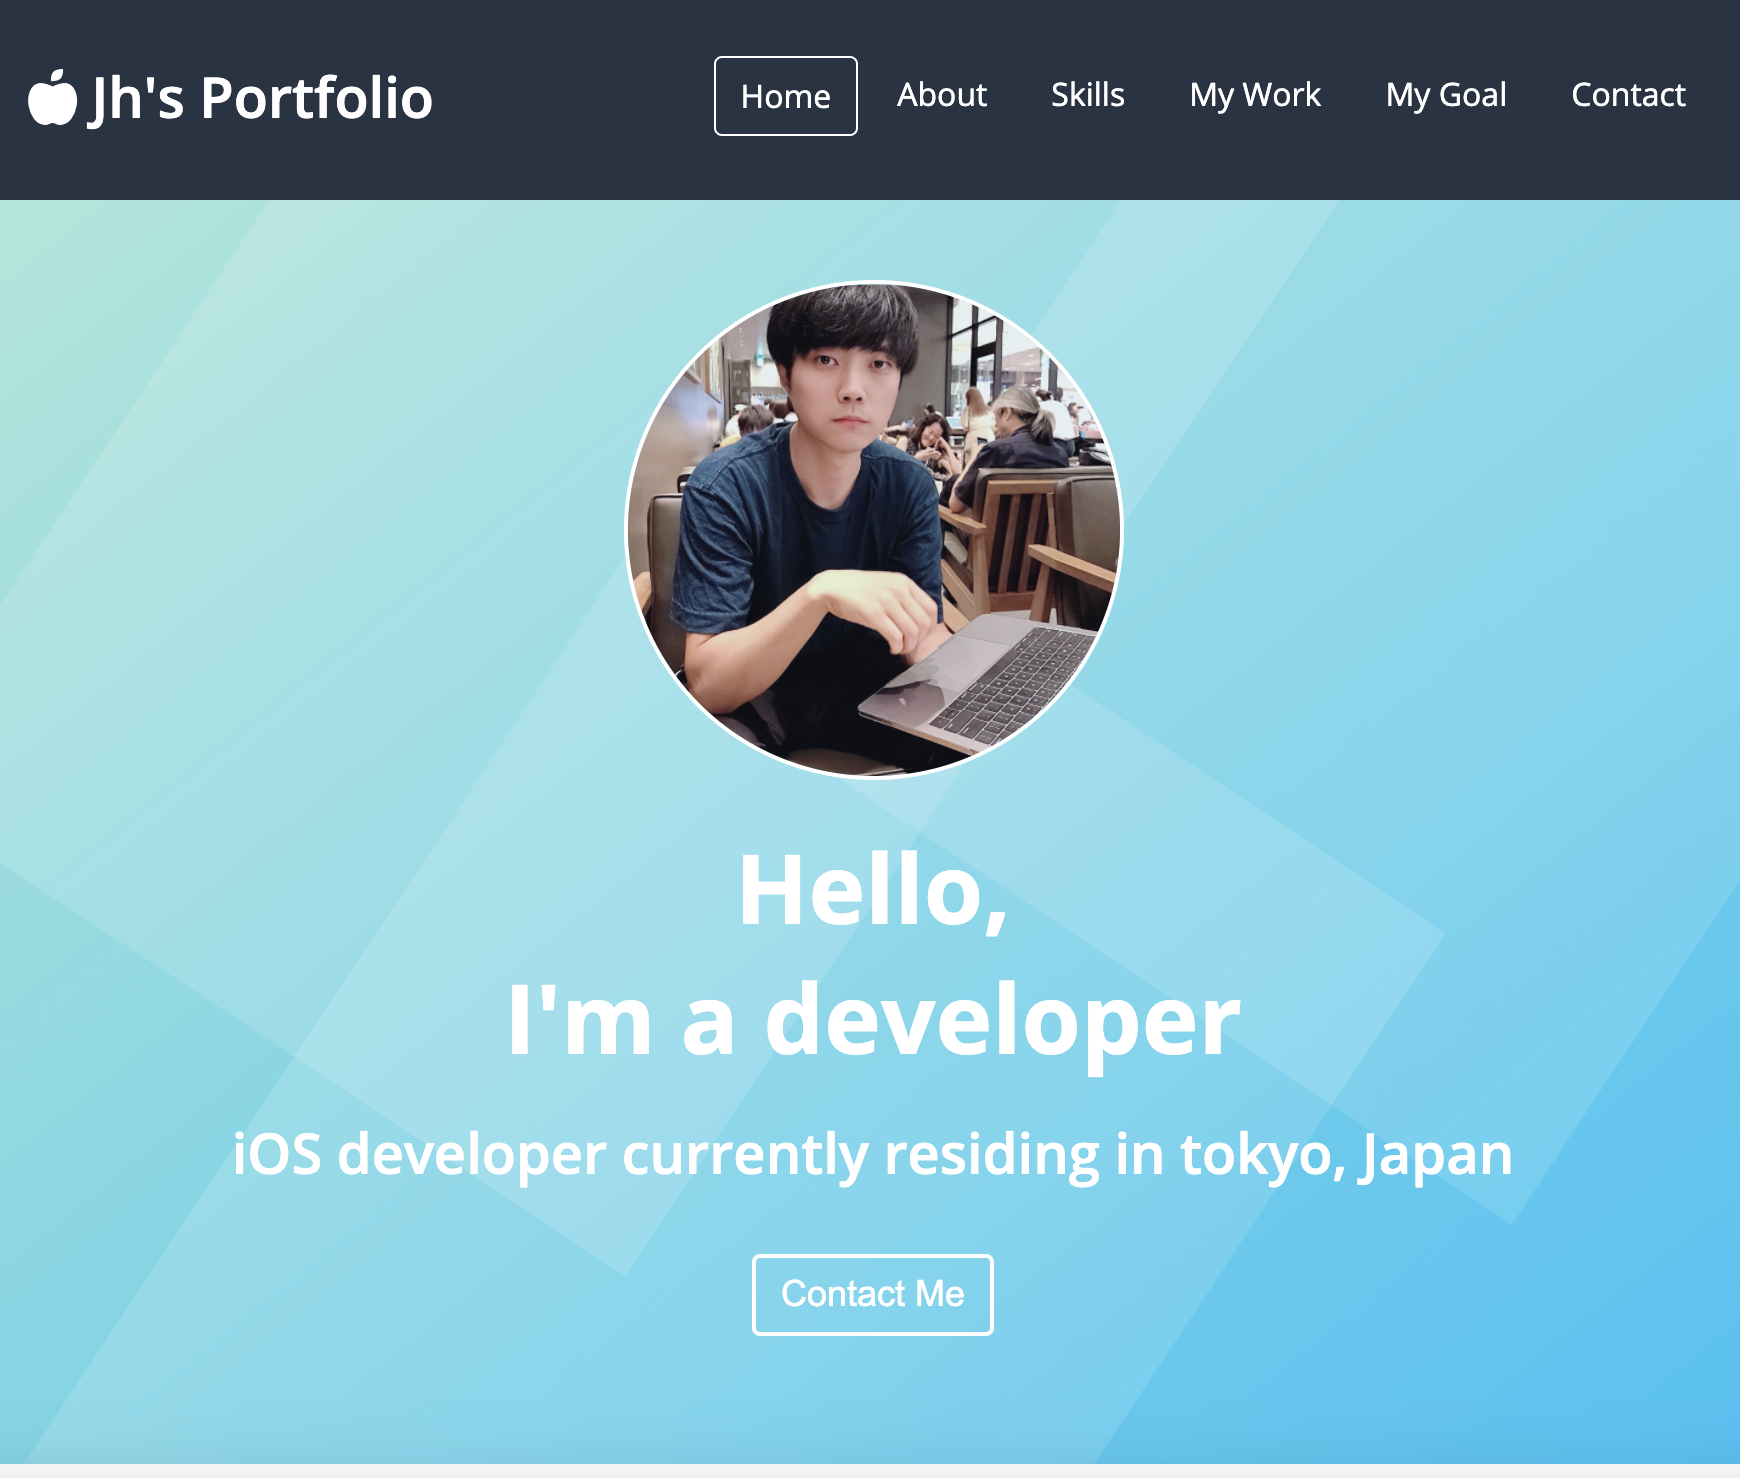 Jh's Portfolio
Home
About
Skills
My Work
My Goal
Contact
Hello,
I'm a developer
iOS developer currently residing in tokyo, Japan
Contact Me